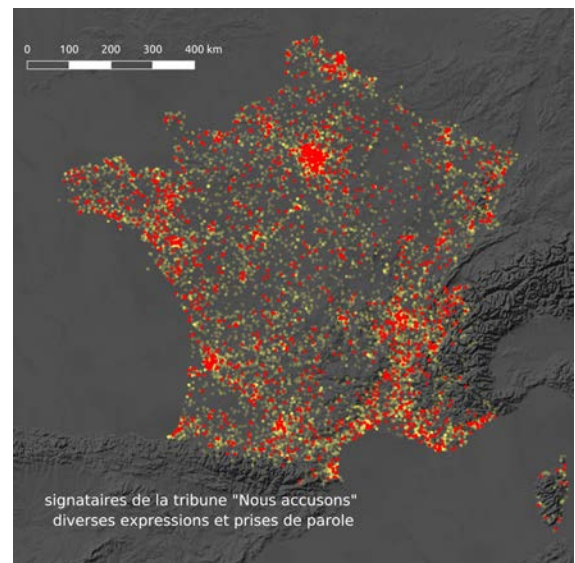 0 100 200 300 400 km
signataires de la tribune "Nous accusons"
diverses expressions et prises de parole